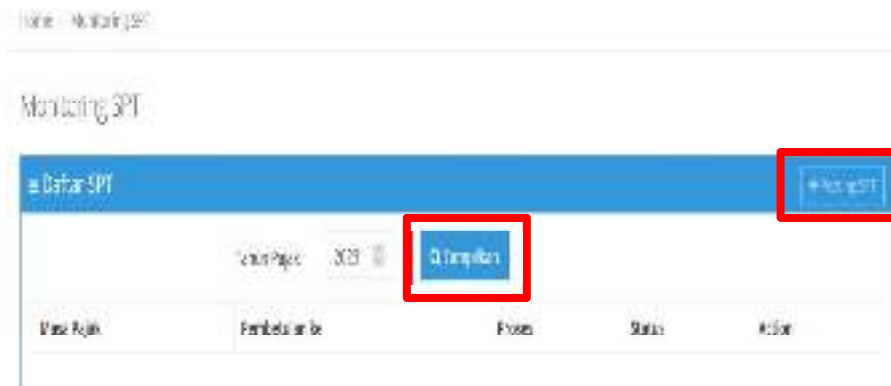 Home Monitoring SPT
Monitoring SPT
Daftar SPT + Posting SPT
Tahun Pajak 2023 Tampilkan
Masa Pajak Pembetulan ke Proses Status Action